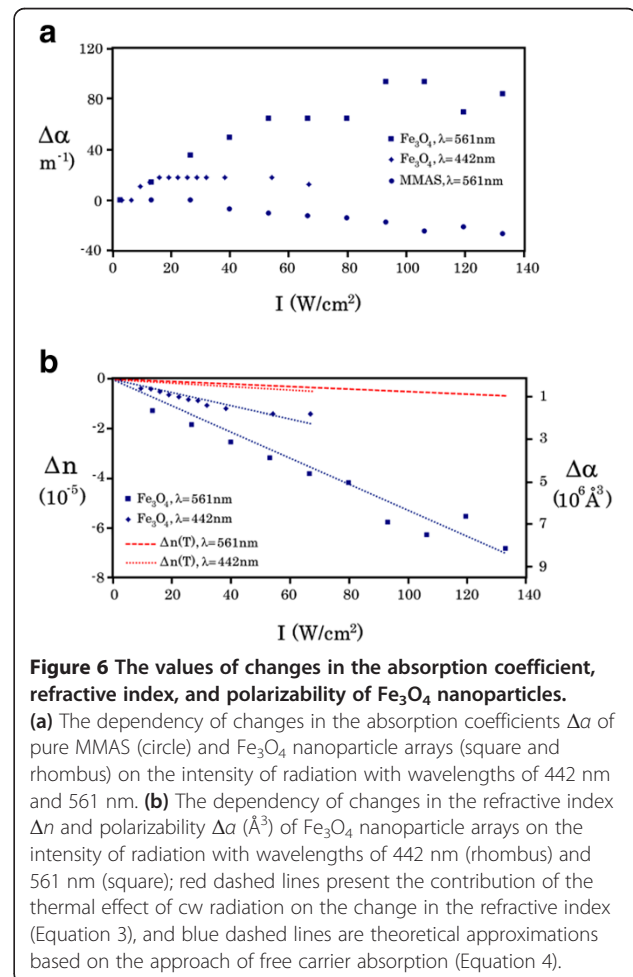 a
120
80
Δα
m⁻¹)
40
0
-40
■ Fe₃O₄, λ=561nm
♦ Fe₃O₄, λ=442nm
● MMAS, λ=561nm
0 20 40 60 80 100 120 140
I (W/cm²)
b
0
-2
Δn
(10⁻⁵)
-4
-6
-8
1
3
Δα
5
(10⁶Å³)
7
9
■ Fe₃O₄, λ=561nm
♦ Fe₃O₄, λ=442nm
Δn(T), λ=561nm
Δn(T), λ=442nm
0 20 40 60 80 100 120 140
I (W/cm²)
Figure 6 The values of changes in the absorption coefficient,
refractive index, and polarizability of Fe₃O₄ nanoparticles.
(a) The dependency of changes in the absorption coefficients Δα of
pure MMAS (circle) and Fe₃O₄ nanoparticle arrays (square and
rhombus) on the intensity of radiation with wavelengths of 442 nm
and 561 nm. (b) The dependency of changes in the refractive index
Δn and polarizability Δα (Å³) of Fe₃O₄ nanoparticle arrays on the
intensity of radiation with wavelengths of 442 nm (rhombus) and
561 nm (square); red dashed lines present the contribution of the
thermal effect of cw radiation on the change in the refractive index
(Equation 3), and blue dashed lines are theoretical approximations
based on the approach of free carrier absorption (Equation 4).